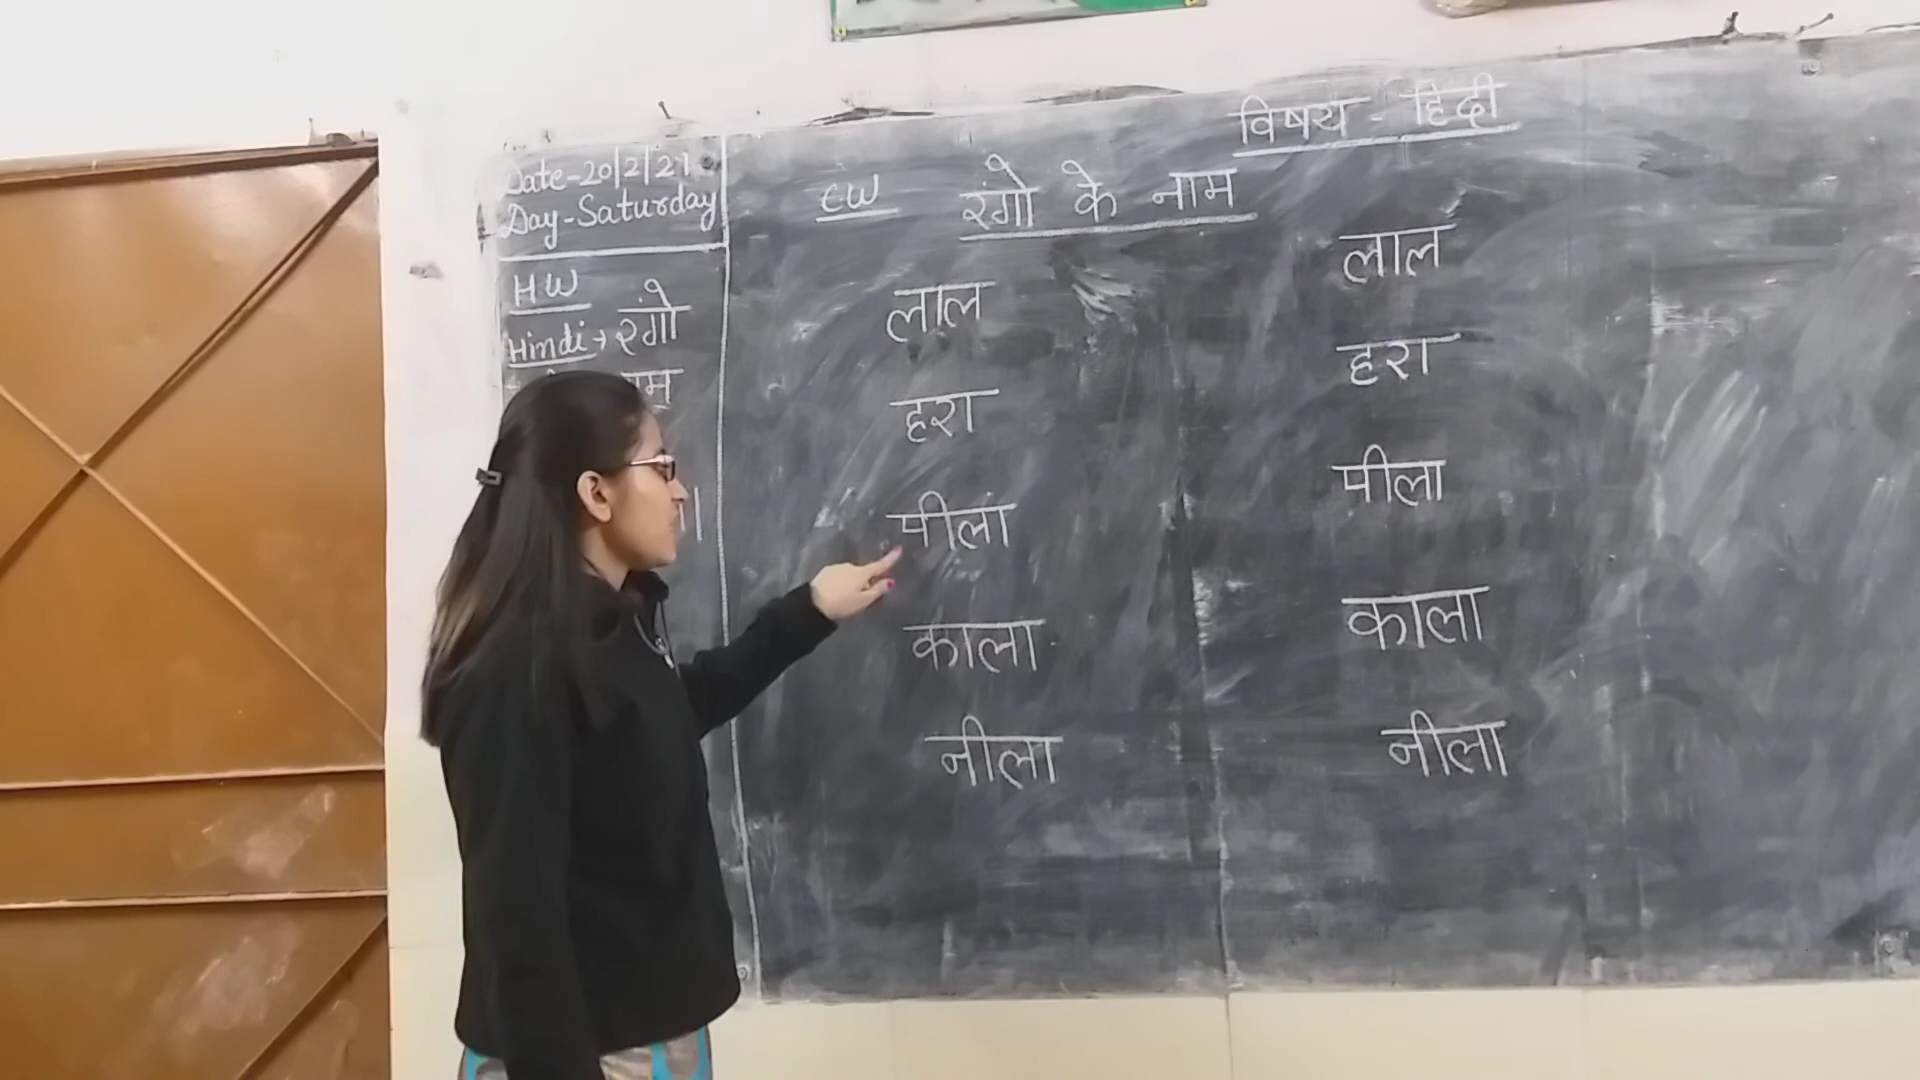 Date-20/2/21
Day-Saturday
HW
Hindi → रंगो
विषय - हिंदी
CW
रंगो के नाम
लाल
हरा
पीला
काला
नीला
लाल
हरा
पीला
काला
नीला